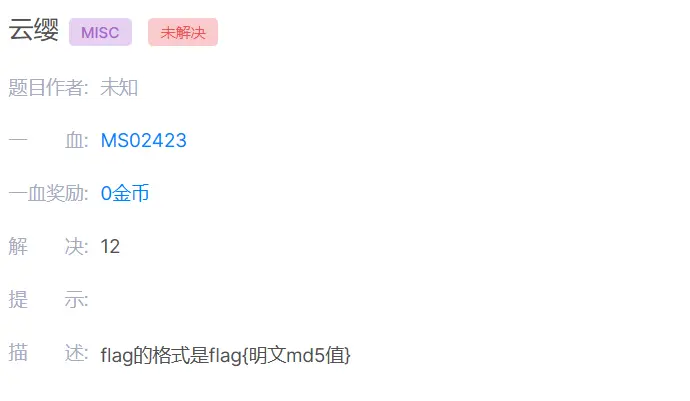 云缨 MISC 未解决
题目作者: 未知
一 血: MS02423
一血奖励: 0金币
解 决: 12
提 示:
描 述: flag的格式是flag{明文md5值}